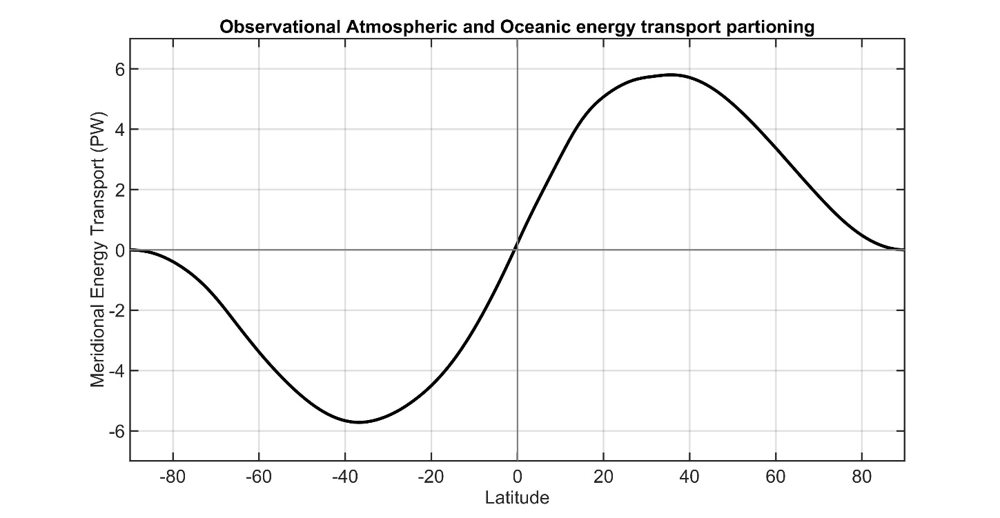 Observational Atmospheric and Oceanic energy transport partioning
Meridional Energy Transport (PW)
6
4
2
0
-2
-4
-6
-80 -60 -40 -20 0 20 40 60 80
Latitude